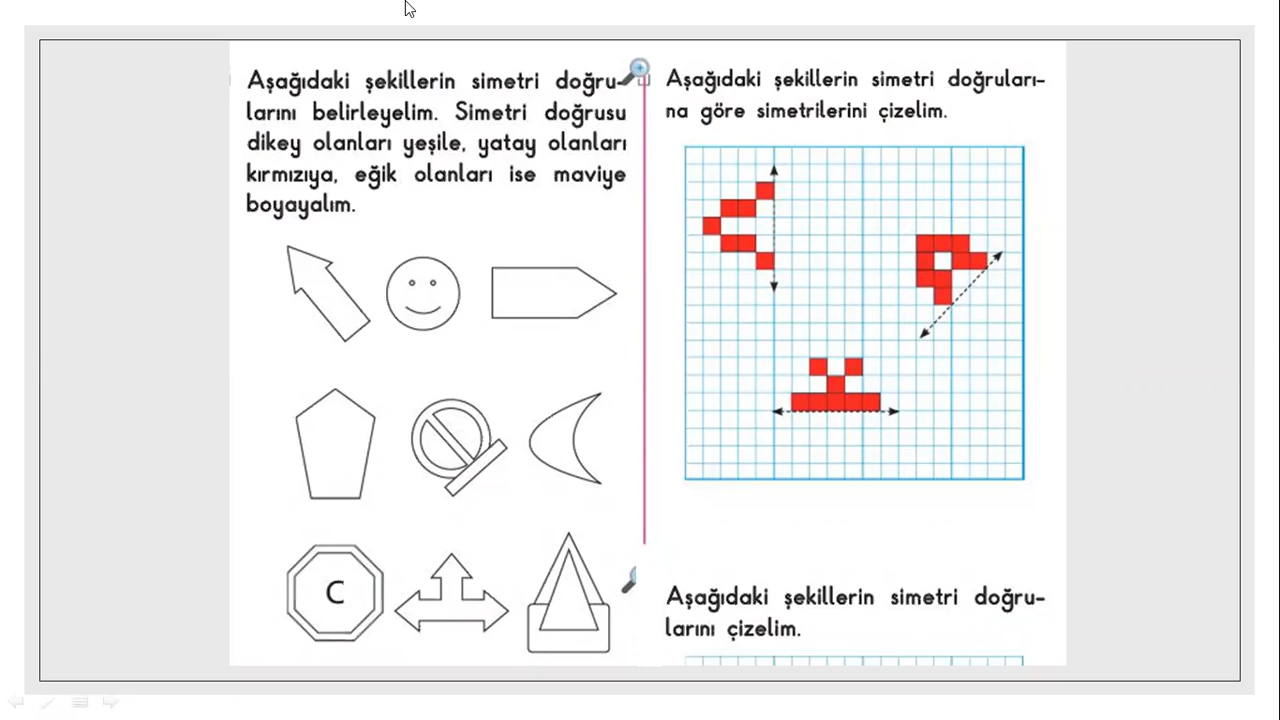 Aşağıdaki şekillerin simetri doğru-
larını belirleyelim. Simetri doğrusu
dikey olanları yeşile, yatay olanları
kırmızıya, eğik olanları ise maviye
boyayalım.
C
Aşağıdaki şekillerin simetri doğruları-
na göre simetrilerini çizelim.
Aşağıdaki şekillerin simetri doğru-
larını çizelim.